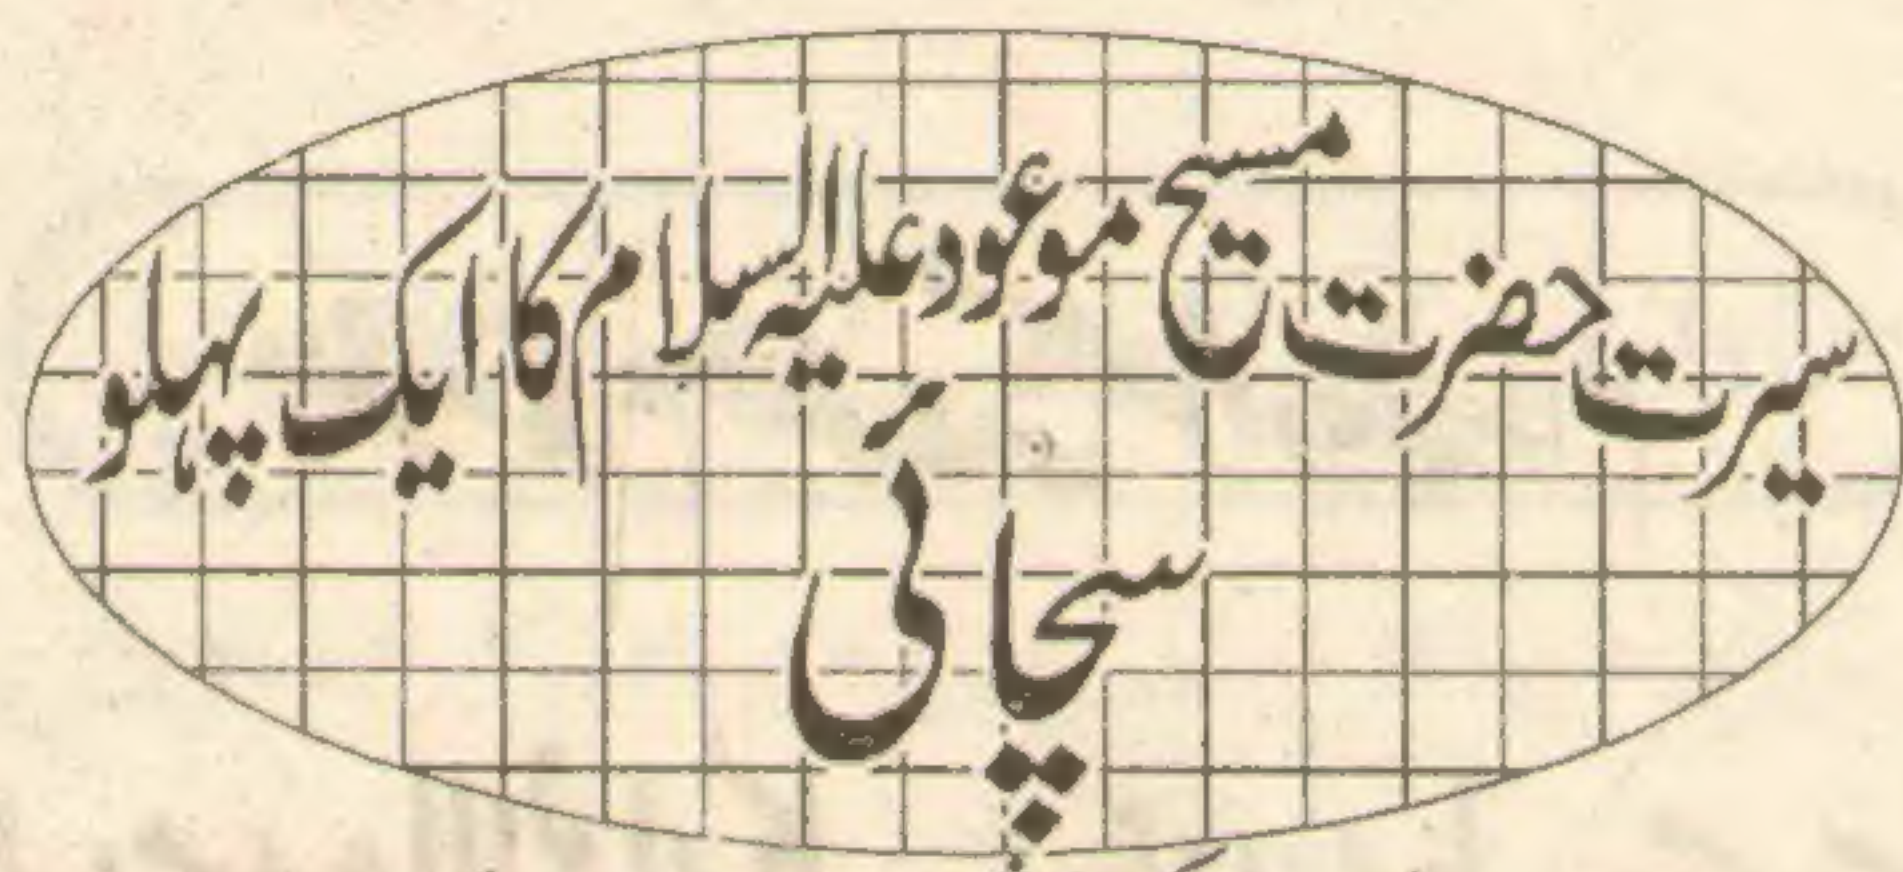 سیرت حضرت مسیح موعود علیہ السلام کا ایک پہلو
سچائی